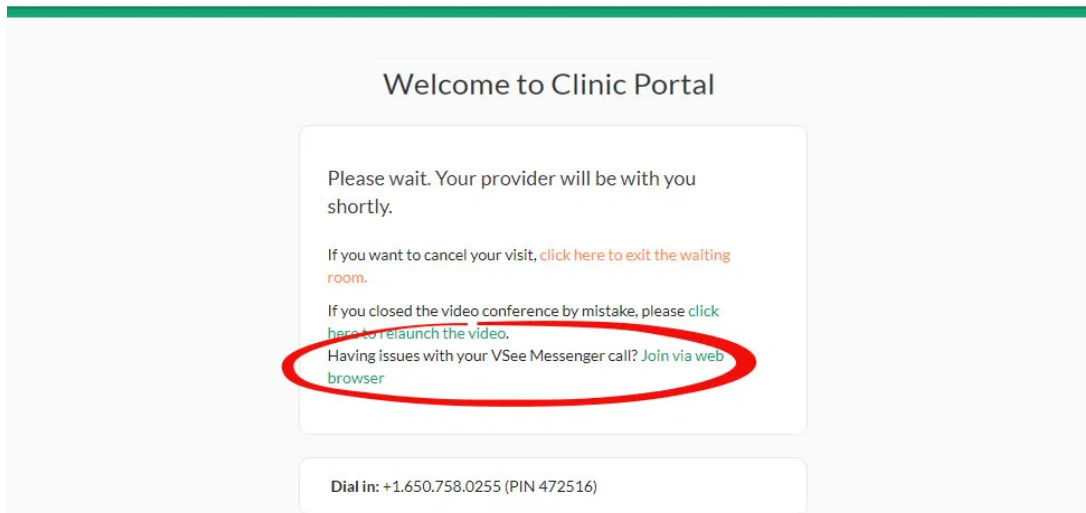 Welcome to Clinic Portal
Please wait. Your provider will be with you
shortly.
If you want to cancel your visit, click here to exit the waiting
room.
If you closed the video conference by mistake, please click
here to relaunch the video.
Having issues with your VSee Messenger call? Join via web
browser
Dial in: +1.650.758.0255 (PIN 472516)